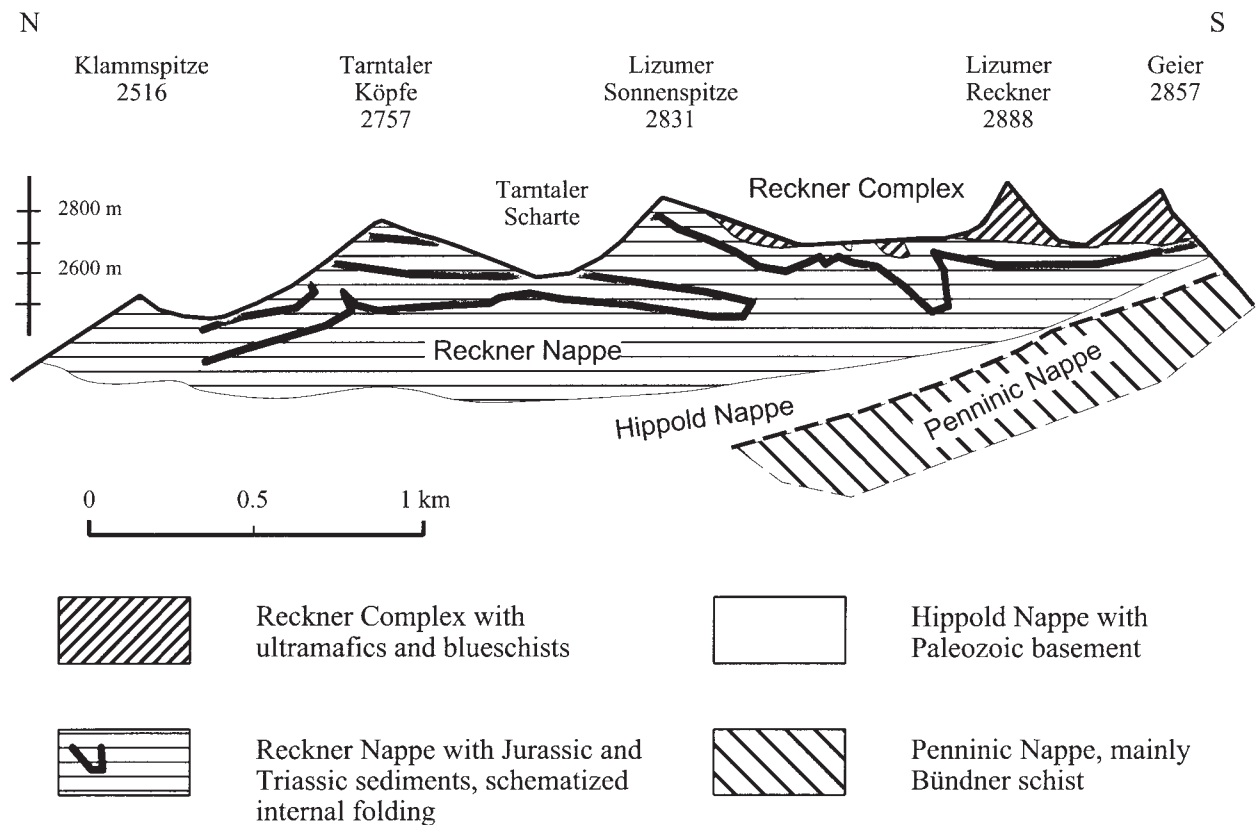 N
S
Klammspitze
2516
Tarntaler
Köpfe
2757
Lizumer
Sonnenspitze
2831
Lizumer
Reckner
2888
Geier
2857
2800 m
2600 m
Tarntaler
Scharte
Reckner Complex
Reckner Nappe
Hippold Nappe
Penninic Nappe
0
0.5
1 km
Reckner Complex with
ultramafics and blueschists
Hippold Nappe with
Paleozoic basement
Reckner Nappe with Jurassic and
Triassic sediments, schematized
internal folding
Penninic Nappe, mainly
Bündner schist